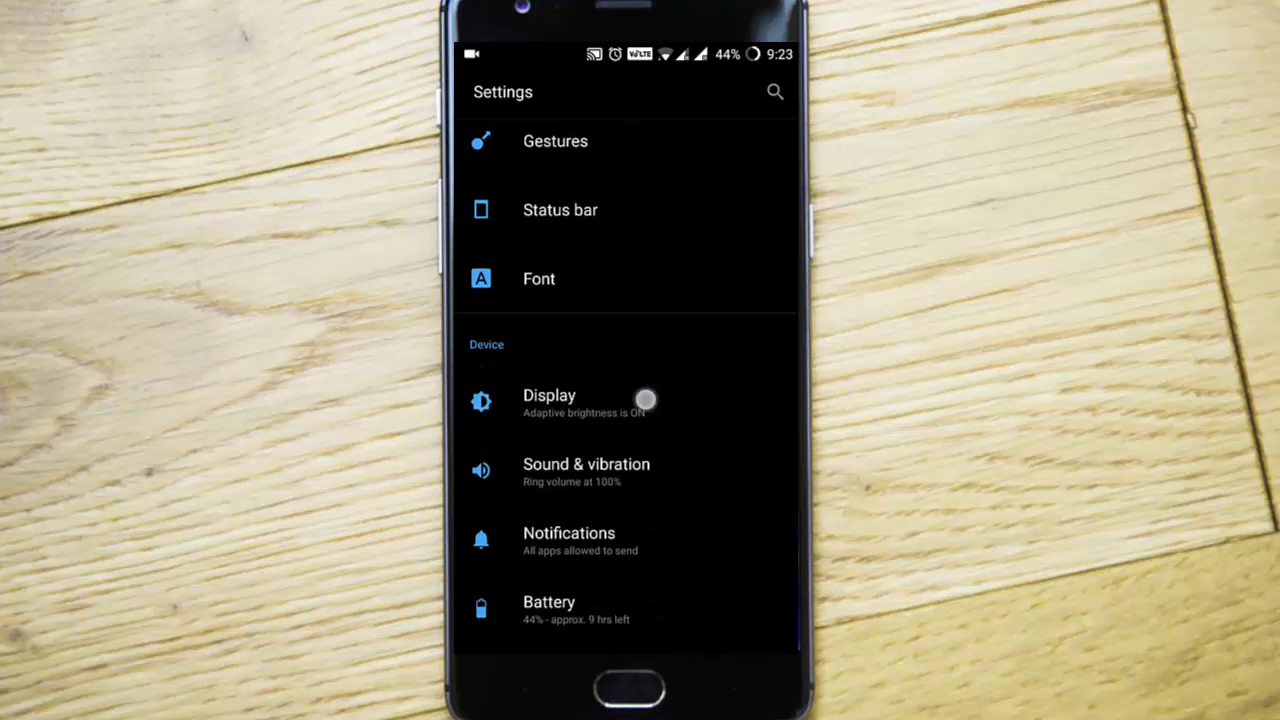 VoLTE 44% 9:23
Settings
Gestures
Status bar
A Font
Device
Display
Adaptive brightness is ON
Sound & vibration
Ring volume at 100%
Notifications
All apps allowed to send
Battery
44% - approx. 9 hrs left